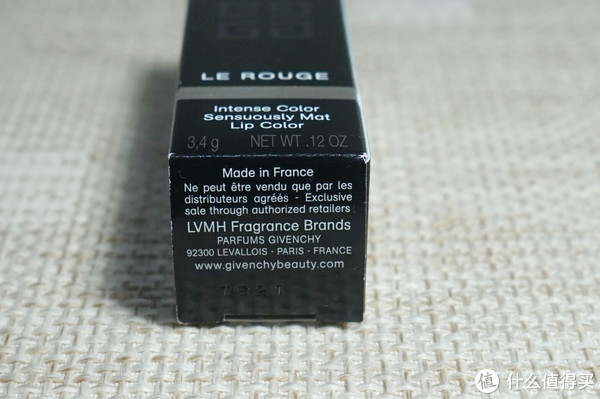 LE ROUGE
Intense Color
Sensuously Mat
Lip Color
3,4 g NET WT .12 OZ
Made in France
Ne peut être vendu que par les
distributeurs agréés - Exclusive
sale through authorized retailers
LVMH Fragrance Brands
PARFUMS GIVENCHY
92300 LEVALLOIS - PARIS - FRANCE
www.givenchybeauty.com
值 什么值得买